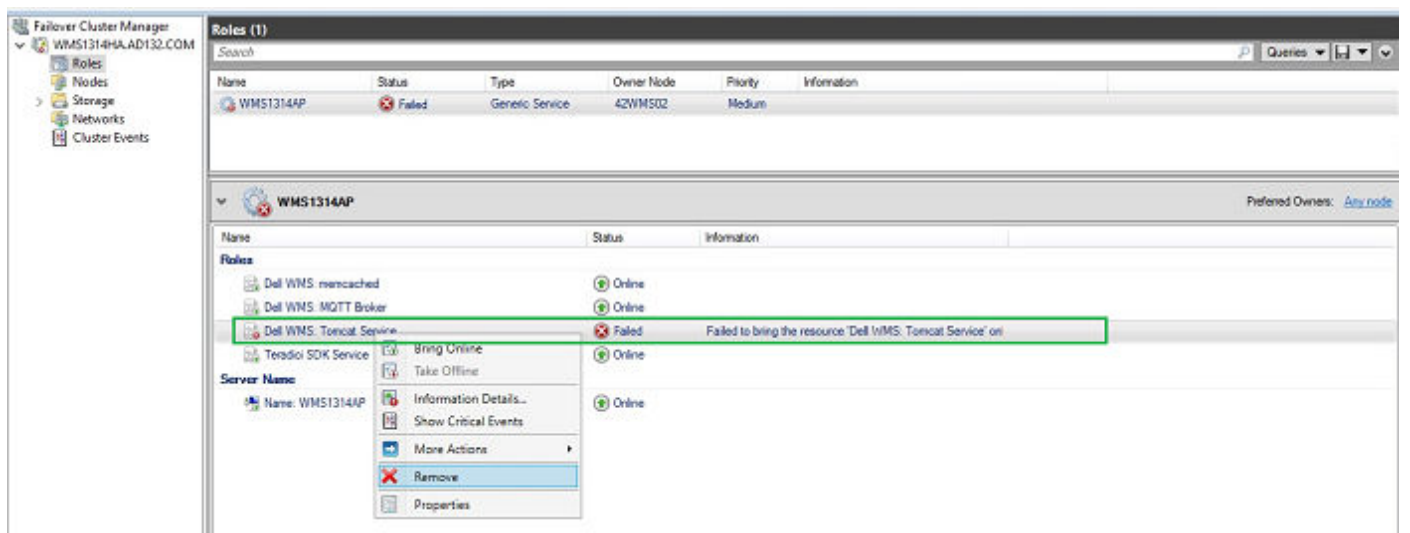 Failover Cluster Manager
WMS1314HA.AD132.COM
Roles
Nodes
Storage
Networks
Cluster Events
Roles (1)
Search
Queries
Name Status Type Owner Node Priority Information
WMS1314AP Failed Generic Service 42WMS02 Medium
WMS1314AP
Preferred Owners: Any node
Name Status Information
Roles
Dell WMS: memcached Online
Dell WMS: MQTT Broker Online
Dell WMS: Tomcat Service Failed Failed to bring the resource 'Dell WMS: Tomcat Service' onl
Teradici SDK Service Online
Server Name
Name: WMS1314AP Online
Bring Online
Take Offline
Information Details...
Show Critical Events
More Actions
Remove
Properties